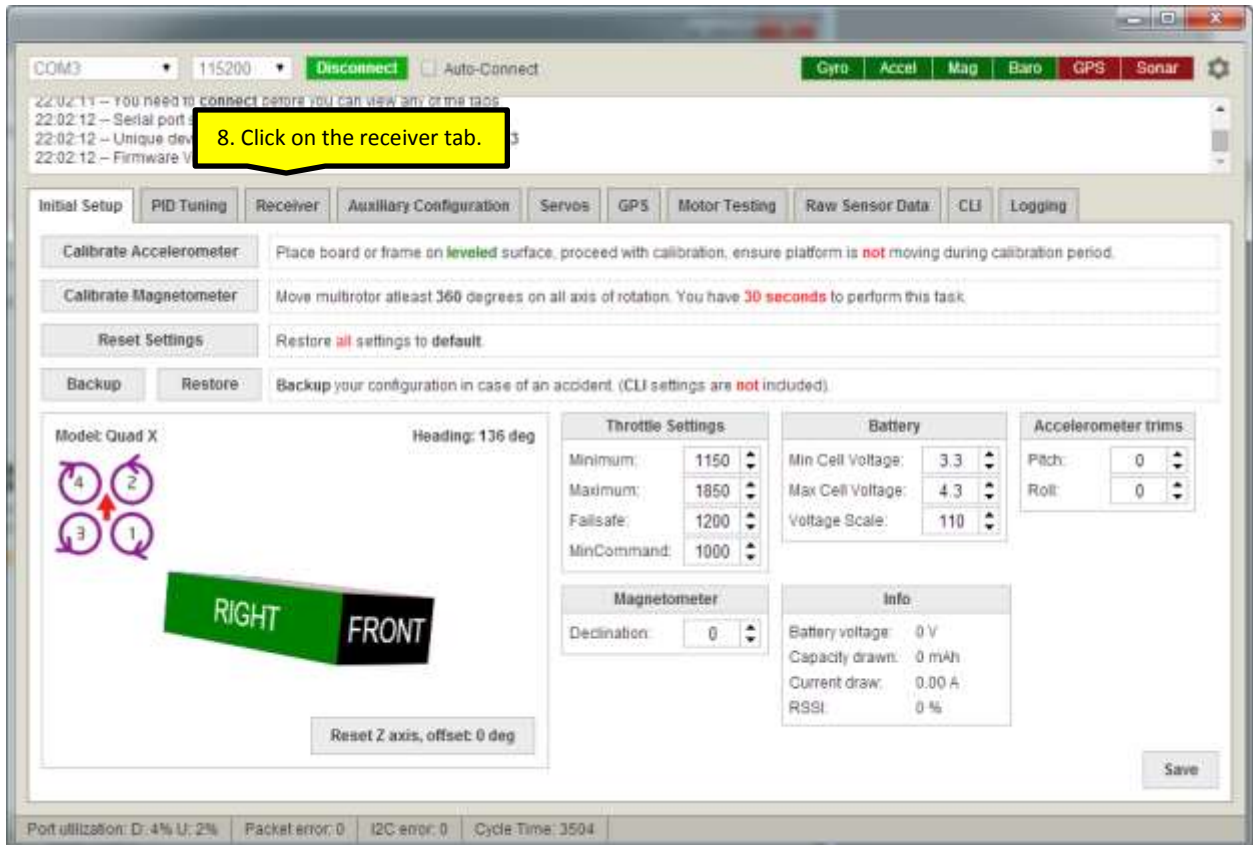 COM3 115200 Disconnect Auto-Connect Gyro Accel Mag Baro GPS Sonar
22:02:11 -- You need to connect before you can view any of the tabs
22:02:12 -- Serial port
22:02:12 -- Unique dev 3
22:02:12 -- Firmware V
8. Click on the receiver tab.
Initial Setup PID Tuning Receiver Auxiliary Configuration Servos GPS Motor Testing Raw Sensor Data CLI Logging
Calibrate Accelerometer Place board or frame on leveled surface, proceed with calibration, ensure platform is not moving during calibration period.
Calibrate Magnetometer Move multirotor atleast 360 degrees on all axis of rotation. You have 30 seconds to perform this task.
Reset Settings Restore all settings to default.
Backup Restore Backup your configuration in case of an accident. (CLI settings are not included).
Model: Quad X Heading: 136 deg
4 2
3 1
RIGHT FRONT
Reset Z axis, offset: 0 deg
Throttle Settings
Minimum: 1150
Maximum: 1850
Failsafe: 1200
MinCommand: 1000
Battery
Min Cell Voltage: 3.3
Max Cell Voltage: 4.3
Voltage Scale: 110
Accelerometer trims
Pitch: 0
Roll: 0
Magnetometer
Declination: 0
Info
Battery voltage: 0 V
Capacity drawn: 0 mAh
Current draw: 0.00 A
RSSI: 0 %
Save
Port utilization: D: 4% U: 2% Packet error: 0 I2C error: 0 Cycle Time: 3504